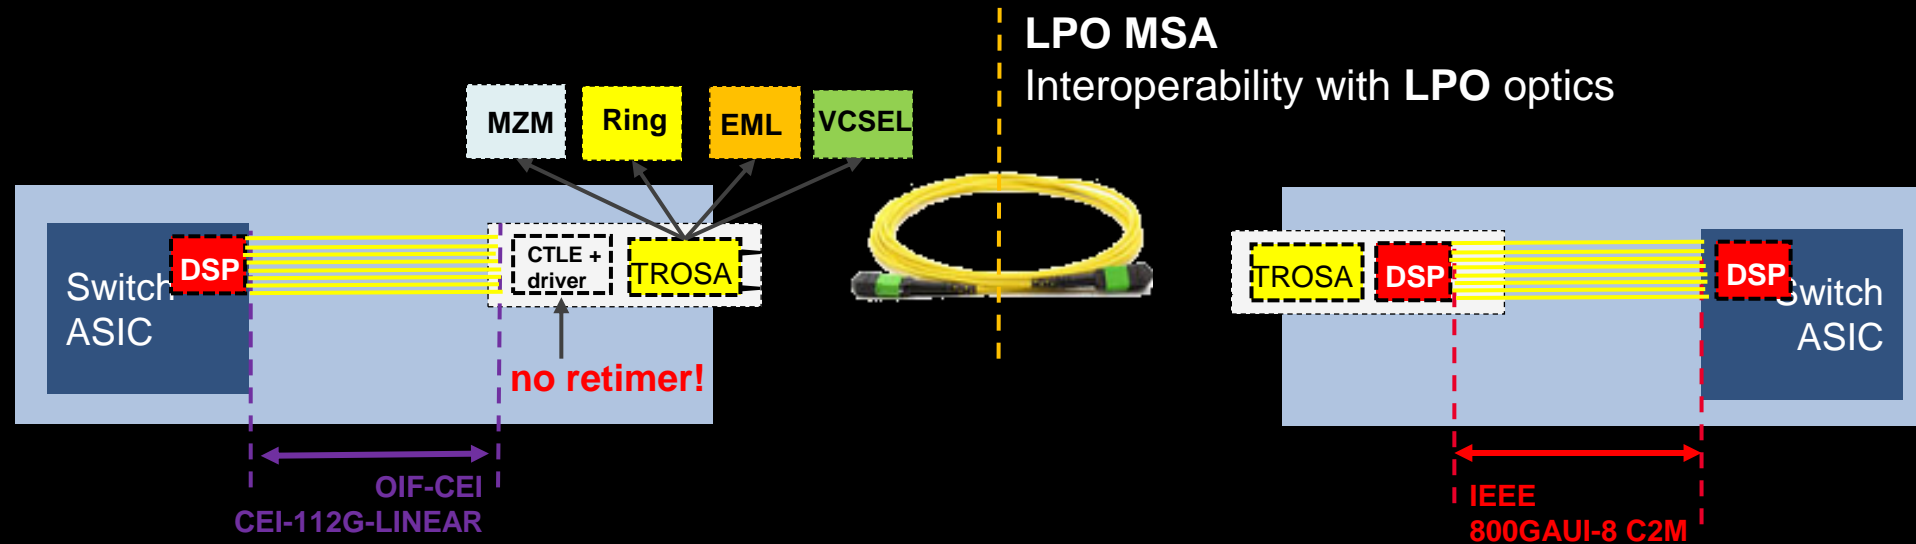 LPO MSA
Interoperability with LPO optics
MZM
Ring
EML
VCSEL
Switch
ASIC
DSP
CTLE +
driver
TROSA
no retimer!
OIF-CEI
CEI-112G-LINEAR
TROSA
DSP
DSP
Switch
ASIC
IEEE
800GAUI-8 C2M